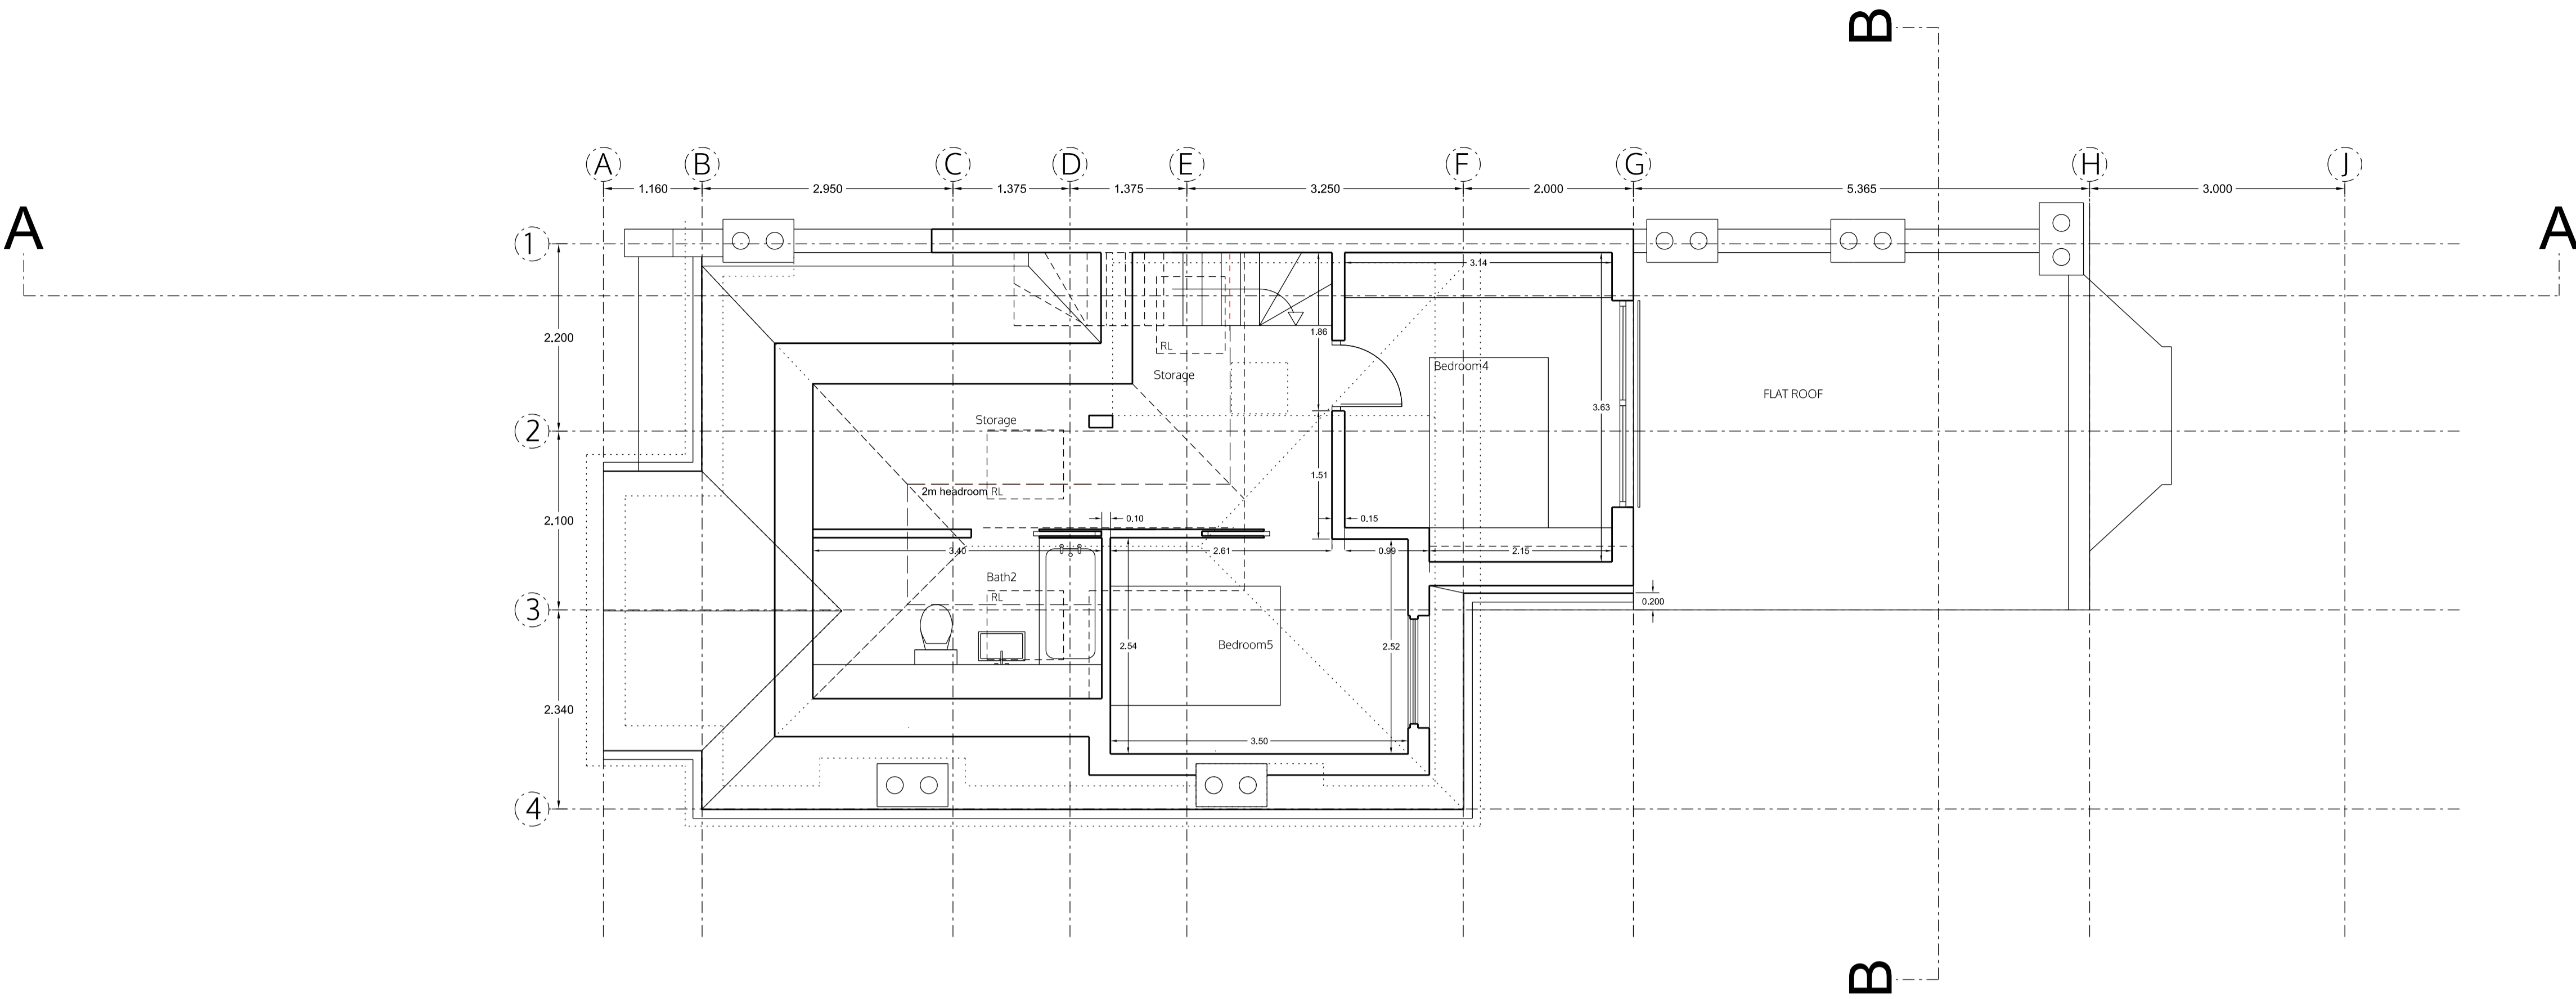 B
A B C D E F G H J
1.160 2.950 1.375 1.375 3.250 2.000 5.365 3.000
A A
1
3.14
2.200
1.86
RL
Bedroom4
Storage
FLAT ROOF
3.63
Storage
2
1.51
2m headroom RL
2.100
0.10 0.15
3.40 2.61 0.99 2.15
Bath2
RL
0.200
3
2.54 Bedroom5 2.52
2.340
3.50
4
B